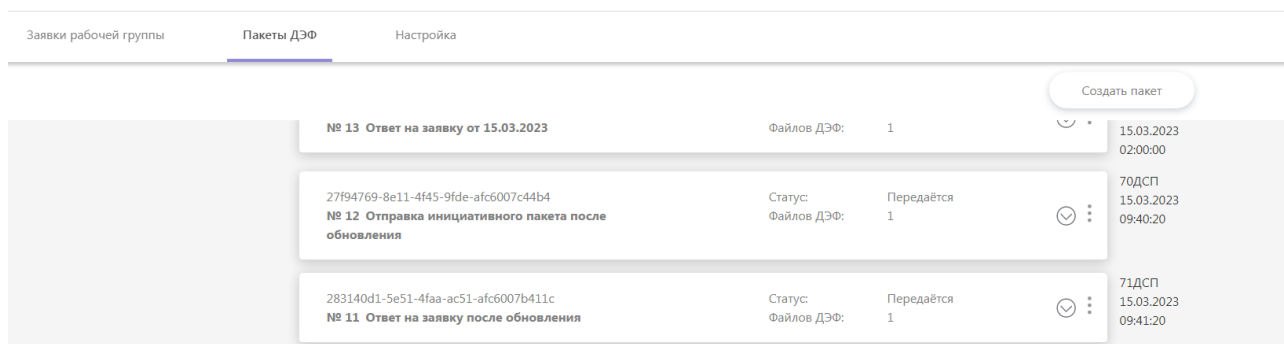 Заявки рабочей группы Пакеты ДЭФ Настройка
Создать пакет
№ 13 Ответ на заявку от 15.03.2023 Файлов ДЭФ: 1
15.03.2023
02:00:00
27f94769-8e11-4f45-9fde-afc6007c44b4 Статус: Передаётся
№ 12 Отправка инициативного пакета после Файлов ДЭФ: 1
обновления
70ДСП
15.03.2023
09:40:20
283140d1-5e51-4faa-ac51-afc6007b411c Статус: Передаётся
№ 11 Ответ на заявку после обновления Файлов ДЭФ: 1
71ДСП
15.03.2023
09:41:20